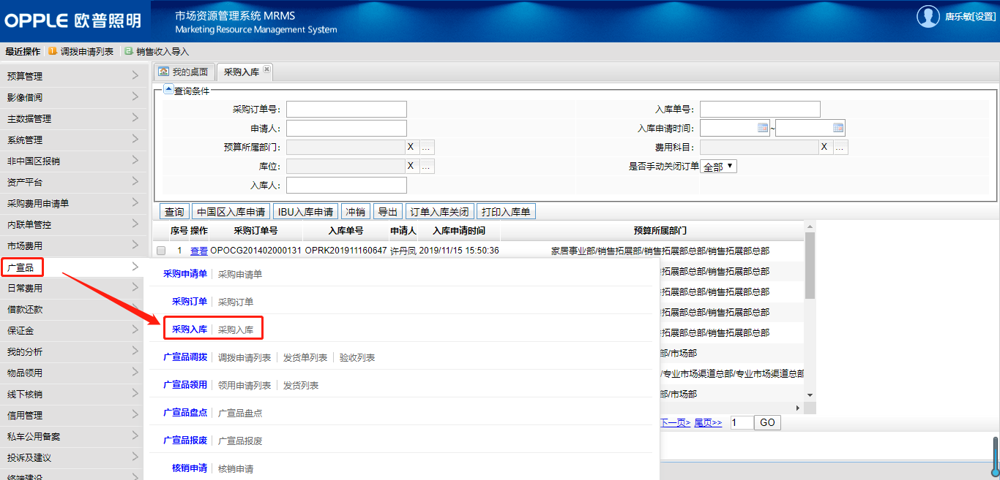 OPPLE 欧普照明
市场资源管理系统 MRMS
Marketing Resource Management System
唐乐敏[设置]
最近操作 1 调拨申请列表 2 销售收入导入
预算管理
影像借阅
主数据管理
系统管理
非中国区报销
资产平台
采购费用申请单
内联单管控
市场费用
广宣品
日常费用
借款还款
保证金
我的分析
物品领用
线下核销
信用管理
私车公用备案
投诉及建议
终端建设
我的桌面 采购入库
查询条件
采购订单号: 入库单号:
申请人: 入库申请时间: ~
预算所属部门: X ... 费用科目: X ...
库位: X ... 是否手动关闭订单 全部
入库人:
查询 中国区入库申请 IBU入库申请 冲销 导出 订单入库关闭 打印入库单
序号 操作 采购订单号 入库单号 申请人 入库申请时间 预算所属部门
1 查看 OPOCG201402000131 OPRK201911160647 许丹凤 2019/11/15 15:50:36 家居事业部/销售拓展部/销售拓展部总部/销售拓展部总部
拓展部总部/销售拓展部总部
拓展部总部/销售拓展部总部
拓展部总部/销售拓展部总部
拓展部总部/销售拓展部总部
部/市场部
/专业市场渠道总部/专业市场渠道总部
部/市场部
下一页> 尾页>> 1 GO
采购申请单 采购申请单
采购订单 采购订单
采购入库 采购入库
广宣品调拨 调拨申请列表 发货单列表 验收列表
广宣品领用 领用申请列表 发货列表
广宣品盘点 广宣品盘点
广宣品报废 广宣品报废
核销申请 核销申请